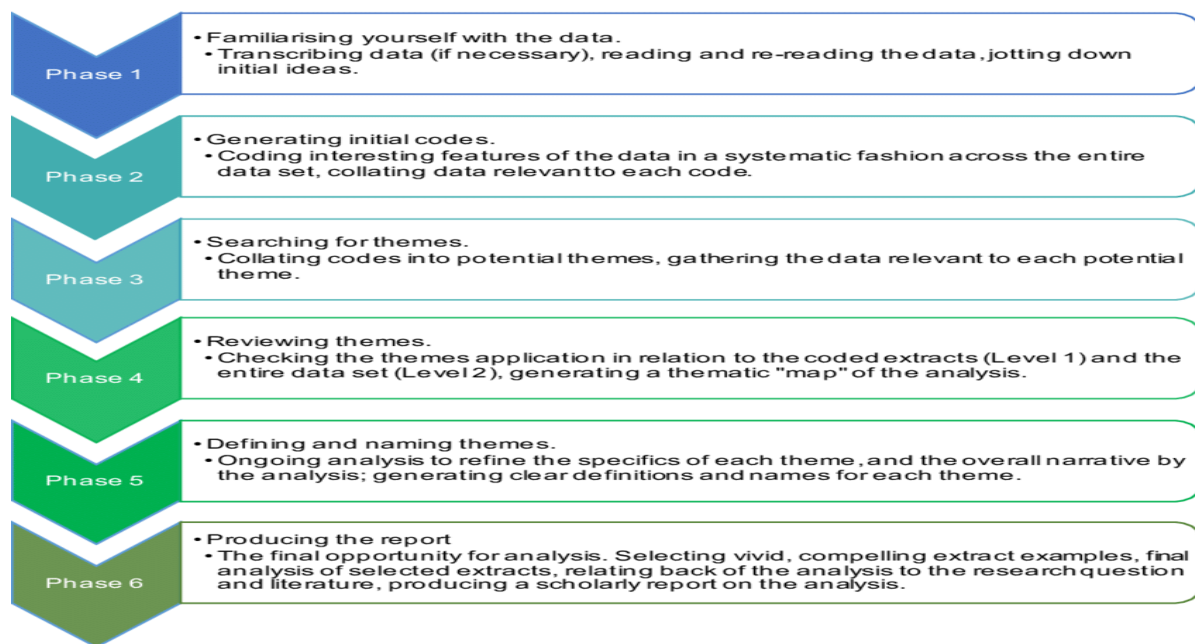 Phase 1
• Familiarising yourself with the data.
• Transcribing data (if necessary), reading and re-reading the data, jotting down
initial ideas.
Phase 2
• Generating initial codes.
• Coding interesting features of the data in a systematic fashion across the entire
data set, collating data relevant to each code.
Phase 3
• Searching for themes.
• Collating codes into potential themes, gathering the data relevant to each potential
theme.
Phase 4
• Reviewing themes.
• Checking the themes application in relation to the coded extracts (Level 1) and the
entire data set (Level 2), generating a thematic "map" of the analysis.
Phase 5
• Defining and naming themes.
• Ongoing analysis to refine the specifics of each theme, and the overall narrative by
the analysis; generating clear definitions and names for each theme.
Phase 6
• Producing the report
• The final opportunity for analysis. Selecting vivid, compelling extract examples, final
analysis of selected extracts, relating back of the analysis to the research question
and literature, producing a scholarly report on the analysis.